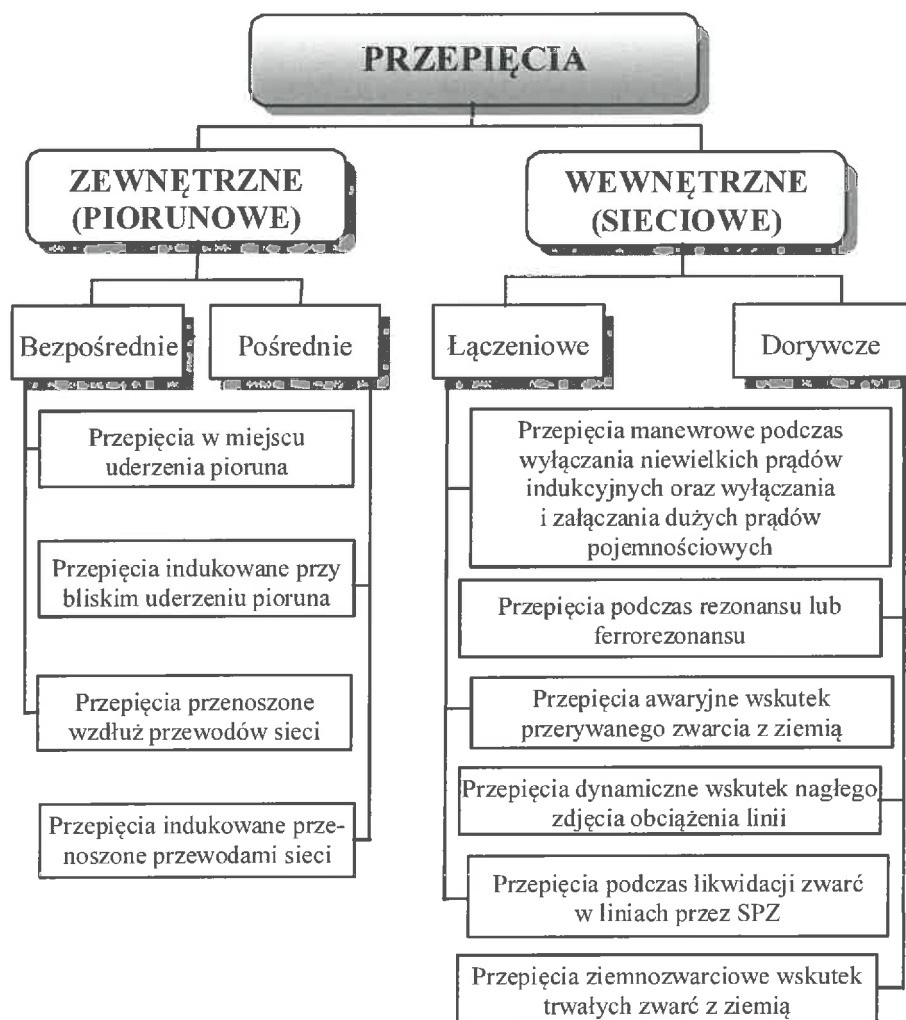 PRZEPIĘCIA
ZEWNĘTRZNE
(PIORUNOWE)
WEWNĘTRZNE
(SIECIOWE)
Bezpośrednie
Pośrednie
Łączeniowe
Dorywcze
Przepięcia w miejscu
uderzenia pioruna
Przepięcia indukowane przy
bliskim uderzeniu pioruna
Przepięcia przenoszone
wzdłuż przewodów sieci
Przepięcia indukowane prze-
noszone przewodami sieci
Przepięcia manewrowe podczas
wyłączania niewielkich prądów
indukcyjnych oraz wyłączania
i załączania dużych prądów
pojemnościowych
Przepięcia podczas rezonansu lub
ferrorezonansu
Przepięcia awaryjne wskutek
przerywanego zwarcia z ziemią
Przepięcia dynamiczne wskutek nagłego
zdjęcia obciążenia linii
Przepięcia podczas likwidacji zwarć
w liniach przez SPZ
Przepięcia ziemnozwarciowe wskutek
trwałych zwarć z ziemią